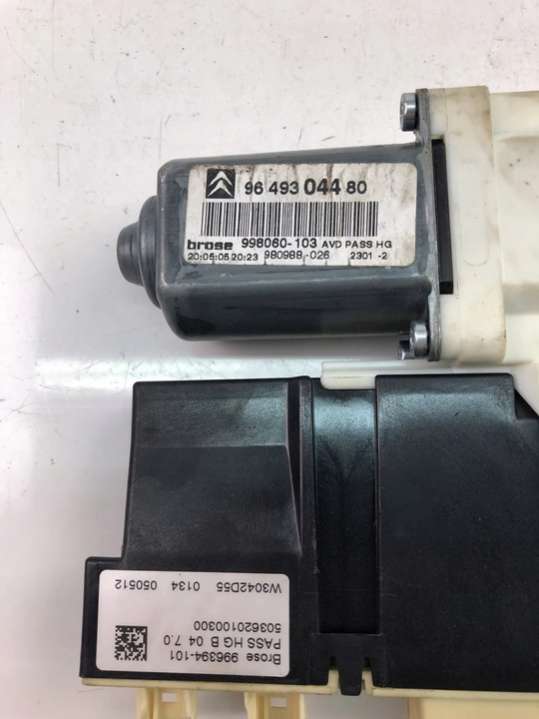 96 493 044 80
brose 998060-103 AVD PASS HG
20:05:05 20:23 980988-026 2301 -2
Brose 996394-101
PASS HG B 04 7.0
503620100300
W3042D55 0134 050512